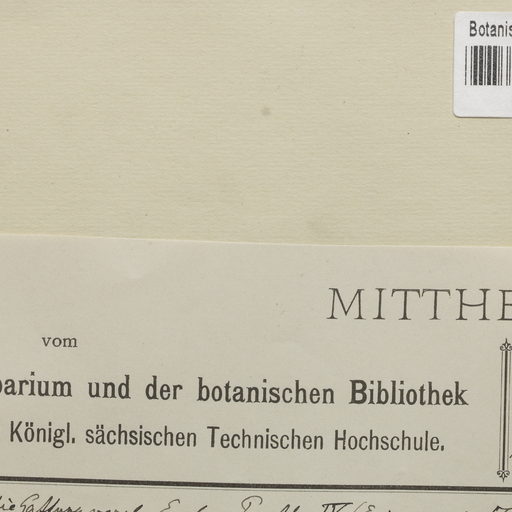 Botanis
MITTHE
vom
barium und der botanischen Bibliothek
Königl. sächsischen Technischen Hochschule.